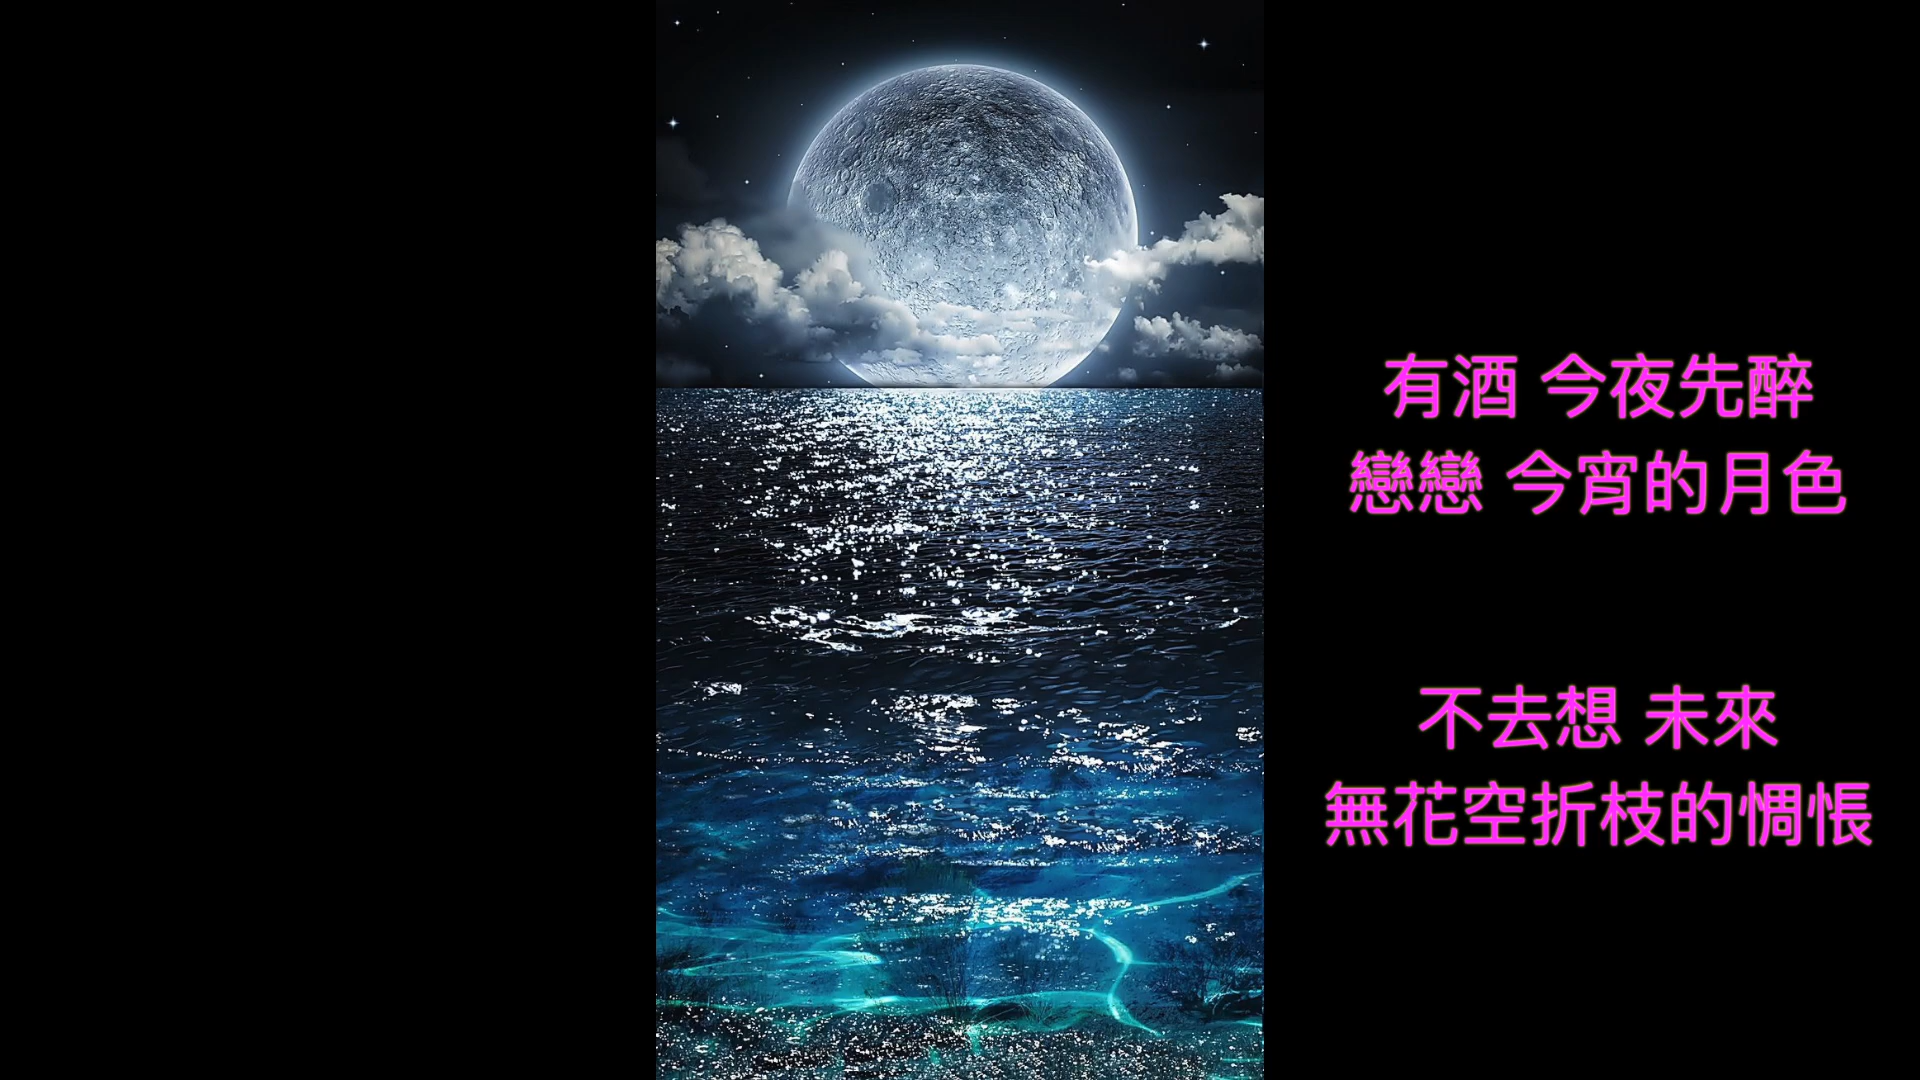 有酒 今夜先醉
戀戀 今宵的月色
不去想 未來
無花空折枝的惆悵